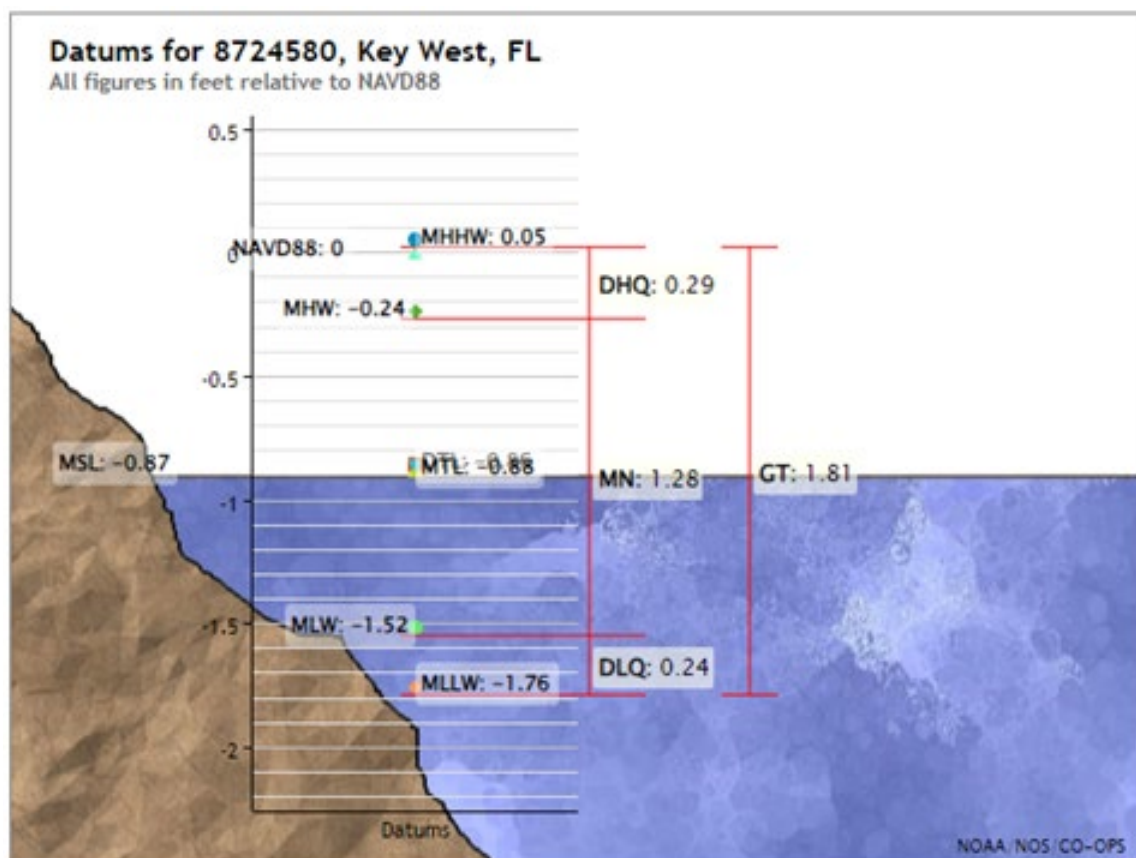 Datums for 8724580, Key West, FL
All figures in feet relative to NAVD88
0.5
MHHW: 0.05
NAVD88: 0
0
DHQ: 0.29
MHW: -0.24
-0.5
MSL: -0.87
MTL: -0.88
MN: 1.28
GT: 1.81
-1
MLW: -1.52
-1.5
DLQ: 0.24
MLLW: -1.76
-2
Datums
NOAA/NOS/CO-OPS